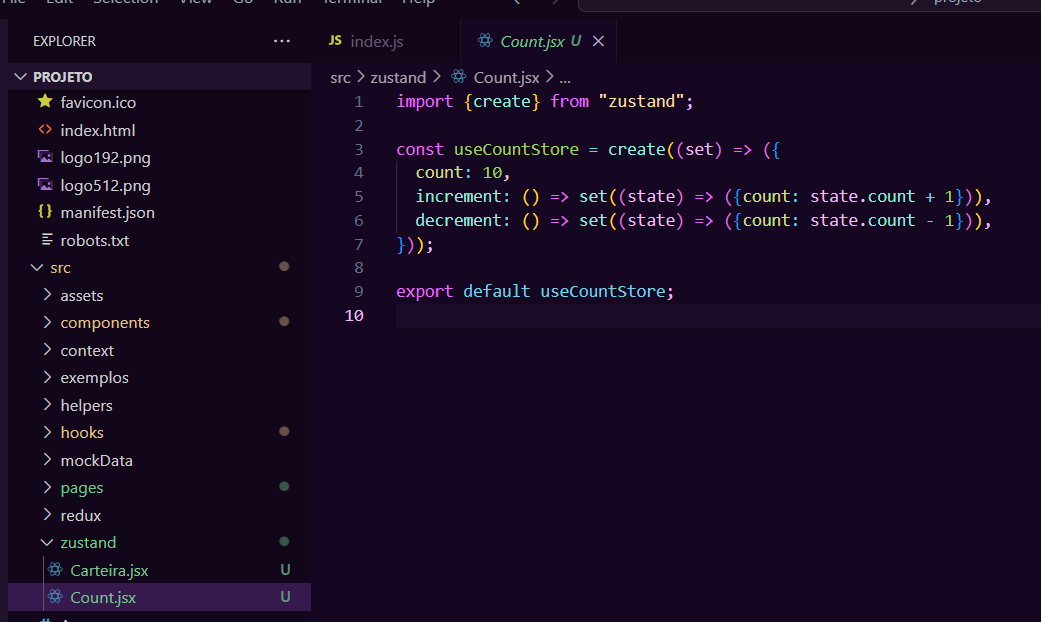 File Edit Selection View Go Run Terminal Help projeto
EXPLORER ...
JS index.js Count.jsx U ×
PROJETO
src > zustand > Count.jsx > ...
favicon.ico
<> index.html
logo192.png
logo512.png
{} manifest.json
robots.txt
src
assets
components
context
exemplos
helpers
hooks
mockData
pages
redux
zustand
Carteira.jsx U
Count.jsx U
1 import {create} from "zustand";
2
3 const useCountStore = create((set) => ({
4 count: 10,
5 increment: () => set((state) => ({count: state.count + 1})),
6 decrement: () => set((state) => ({count: state.count - 1})),
7 }));
8
9 export default useCountStore;
10